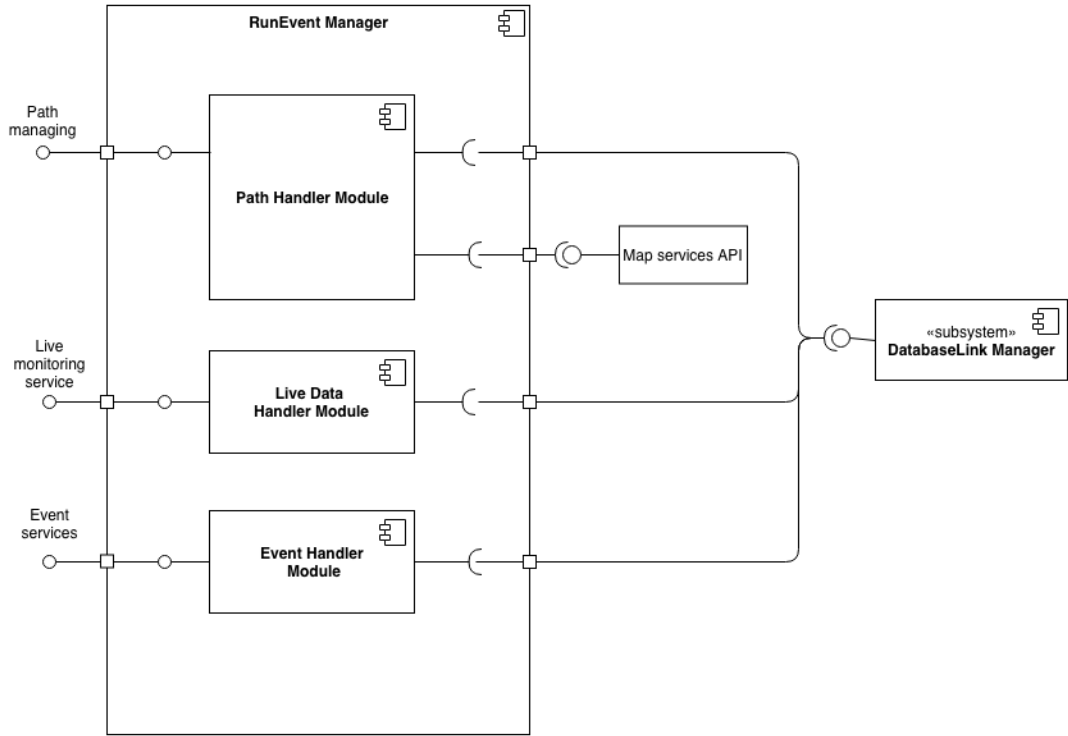 RunEvent Manager
Path
managing
Path Handler Module
Map services API
Live
monitoring
service
Live Data
Handler Module
«subsystem»
DatabaseLink Manager
Event
services
Event Handler
Module